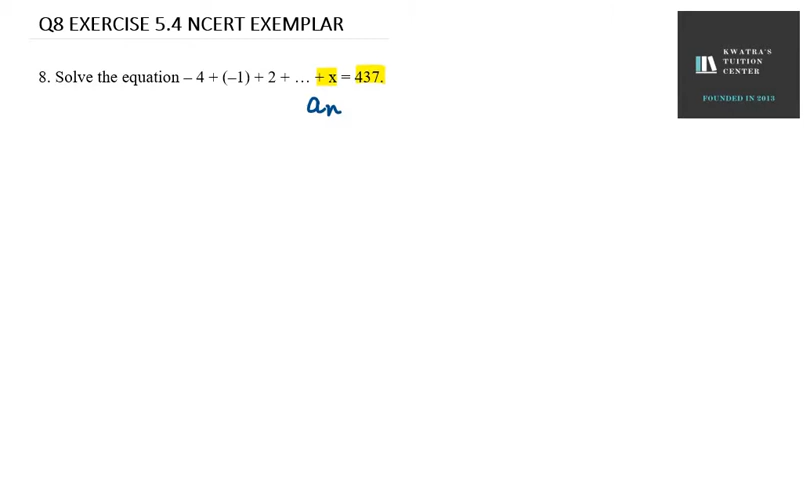 Q8 EXERCISE 5.4 NCERT EXEMPLAR
8. Solve the equation – 4 + (–1) + 2 + … + x = 437.
an
KWATRA'S
TUITION
CENTER
FOUNDED IN 2013